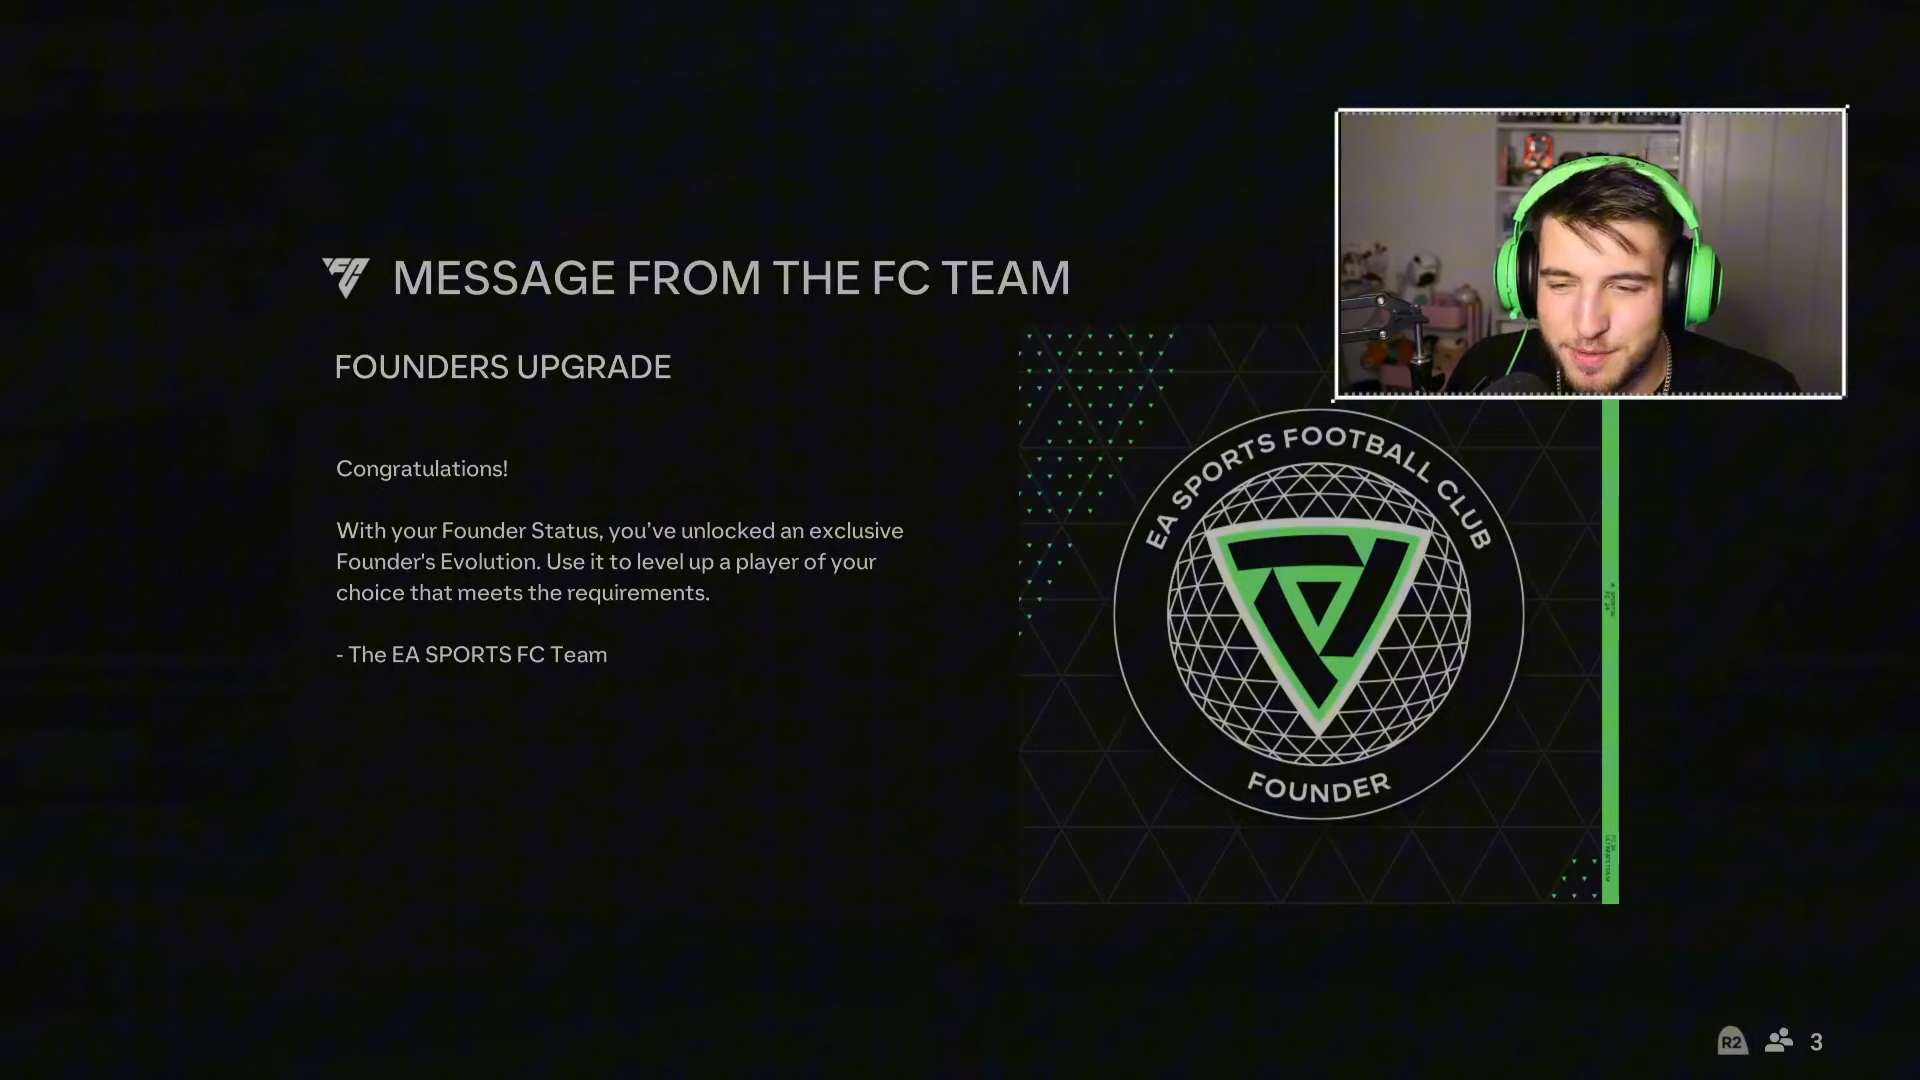 MESSAGE FROM THE FC TEAM
FOUNDERS UPGRADE
Congratulations!
With your Founder Status, you’ve unlocked an exclusive
Founder's Evolution. Use it to level up a player of your
choice that meets the requirements.
- The EA SPORTS FC Team
EA SPORTS FOOTBALL CLUB
FOUNDER
R2 3